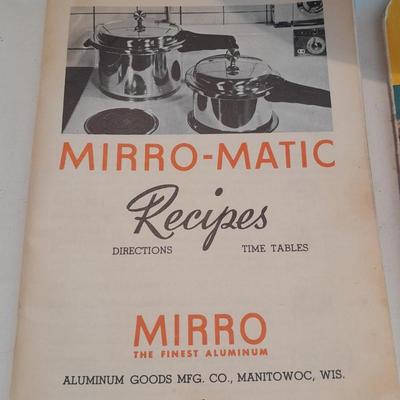 MIRRO-MATIC
Recipes
DIRECTIONS TIME TABLES
MIRRO
THE FINEST ALUMINUM
ALUMINUM GOODS MFG. CO., MANITOWOC, WIS.